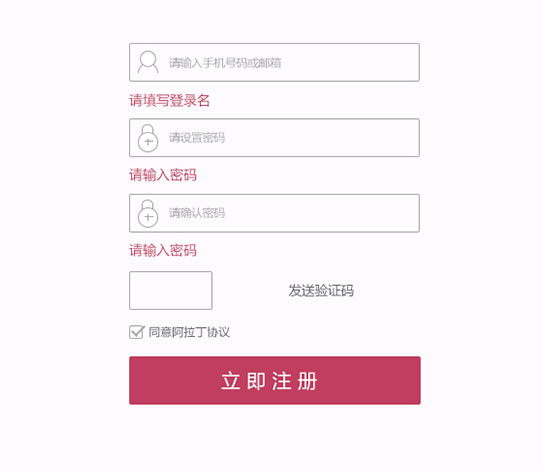 请输入手机号码或邮箱
请填写登录名
请设置密码
请输入密码
请确认密码
请输入密码
发送验证码
同意阿拉丁协议
立即注册